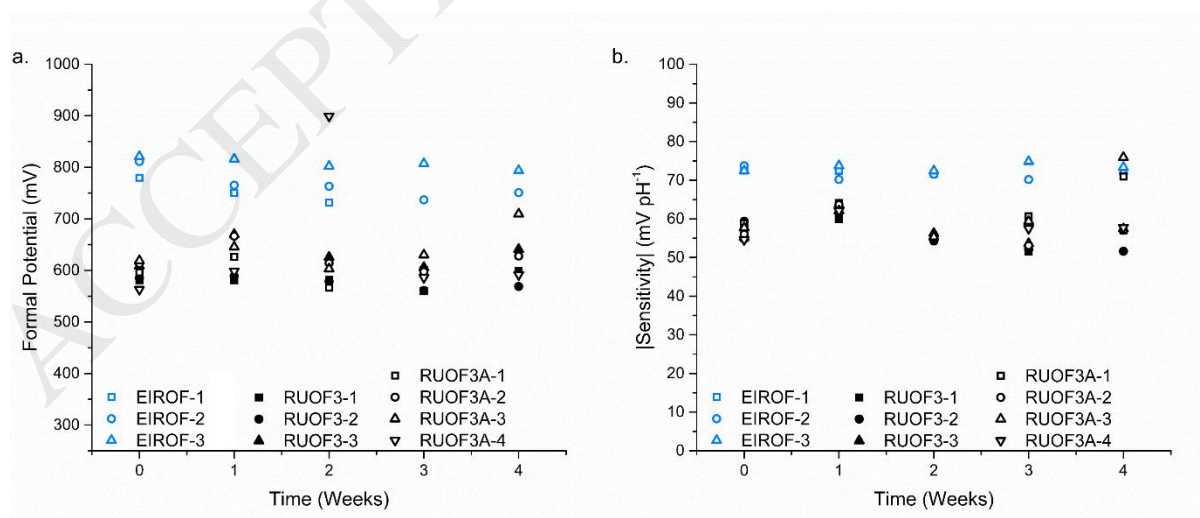 ACCEPT
a.
1000
900
800
700
600
500
400
300
Formal Potential (mV)
EIROF-1
EIROF-2
EIROF-3
RUOF3-1
RUOF3-2
RUOF3-3
RUOF3A-1
RUOF3A-2
RUOF3A-3
RUOF3A-4
0 1 2 3 4
Time (Weeks)
b.
100
90
80
70
60
50
40
30
20
10
0
|Sensitivity| (mV pH⁻¹)
EIROF-1
EIROF-2
EIROF-3
RUOF3-1
RUOF3-2
RUOF3-3
RUOF3A-1
RUOF3A-2
RUOF3A-3
RUOF3A-4
0 1 2 3 4
Time (Weeks)